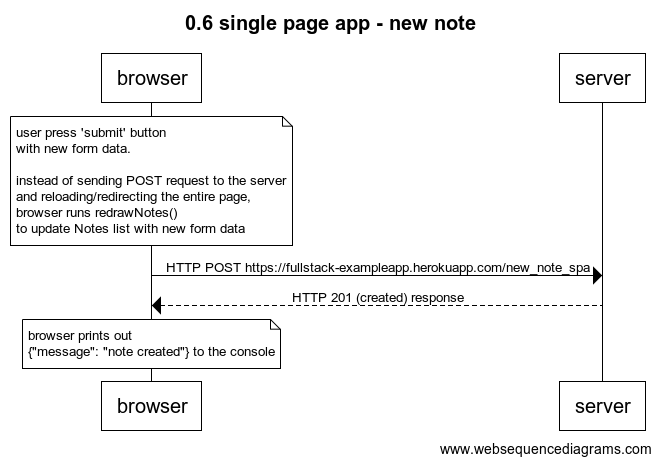 0.6 single page app - new note
browser
server
user press 'submit' button
with new form data.
instead of sending POST request to the server
and reloading/redirecting the entire page,
browser runs redrawNotes()
to update Notes list with new form data
HTTP POST https://fullstack-exampleapp.herokuapp.com/new_note_spa
HTTP 201 (created) response
browser prints out
{"message": "note created"} to the console
browser
server
www.websequencediagrams.com